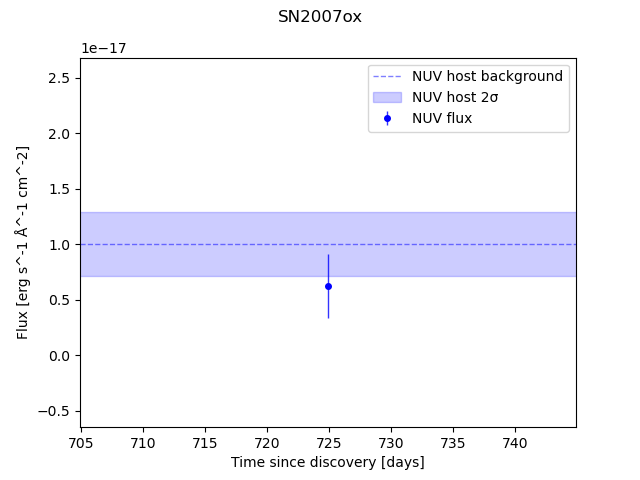 SN2007ox
1e−17
NUV host background
NUV host 2σ
NUV flux
2.5
2.0
1.5
1.0
0.5
0.0
−0.5
Flux [erg s^-1 Å^-1 cm^-2]
705 710 715 720 725 730 735 740
Time since discovery [days]